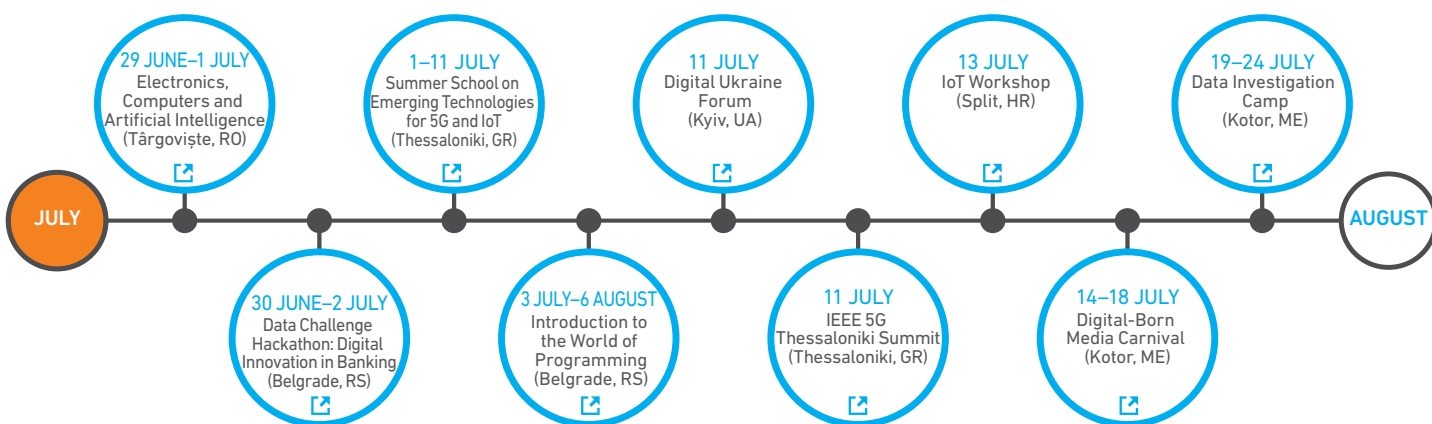 JULY
29 JUNE–1 JULY
Electronics,
Computers and
Artificial Intelligence
(Târgoviște, RO)
30 JUNE–2 JULY
Data Challenge
Hackathon: Digital
Innovation in Banking
(Belgrade, RS)
1–11 JULY
Summer School on
Emerging Technologies
for 5G and IoT
(Thessaloniki, GR)
3 JULY–6 AUGUST
Introduction to
the World of
Programming
(Belgrade, RS)
11 JULY
Digital Ukraine
Forum
(Kyiv, UA)
11 JULY
IEEE 5G
Thessaloniki Summit
(Thessaloniki, GR)
13 JULY
IoT Workshop
(Split, HR)
14–18 JULY
Digital-Born
Media Carnival
(Kotor, ME)
19–24 JULY
Data Investigation
Camp
(Kotor, ME)
AUGUST